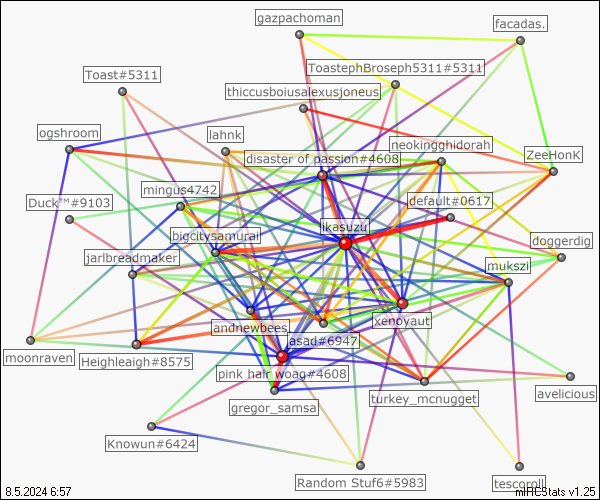 gazpachoman
facadas.
ToastephBroseph5311#5311
Toast#5311
thiccusboiusalexusjoneus
ogshroom
lahnk
neokingghidorah
disaster of passion#4608
ZeeHonK
mingus4742
Duck™#9103
default#0617
ikasuzu
bigcitysamurai
doggerdig
jarlbreadmaker
mukszi
xenoyaut
andnewbees
asad#6947
moonraven
Heighleaigh#8575
pink hair woag#4608
avelicious
turkey_mcnugget
gregor_samsa
Knowun#6424
Random Stuf6#5983
tescoroll
8.5.2024 6:57
mIRCStats v1.25